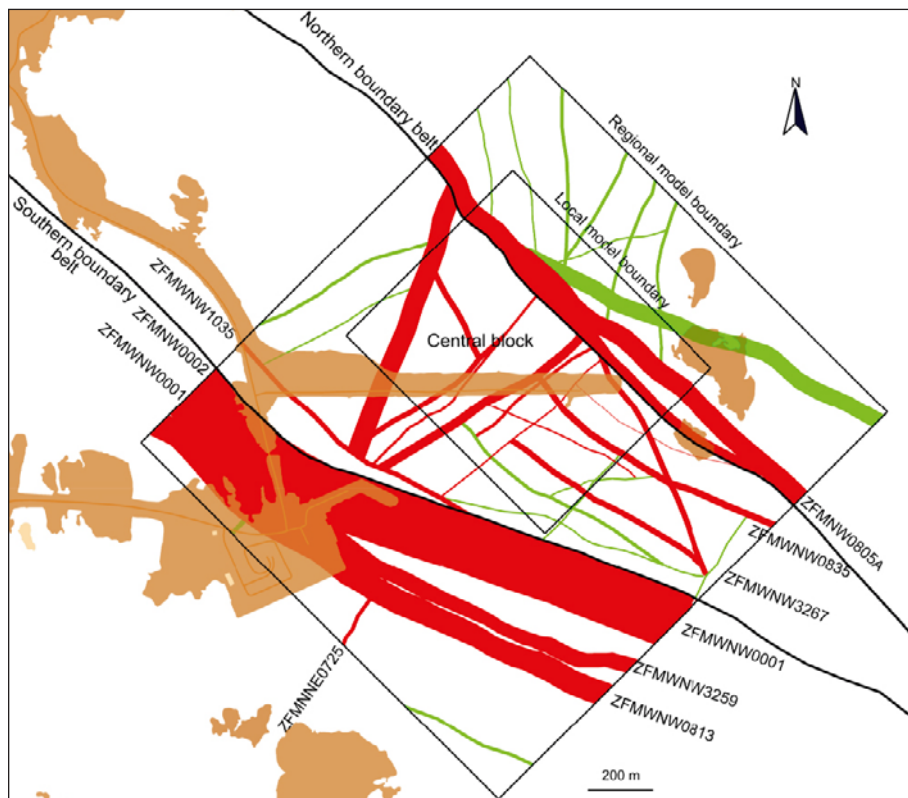 Northern boundary belt
N
Regional model boundary
Local model boundary
Southern boundary
belt
ZFMWNW1035
ZFMNW0002
ZFMWNW0001
Central block
ZFMNW0805A
ZFMWNW0835
ZFMWNW3267
ZFMWNW0001
ZFMWNW3259
ZFMWNW0813
ZFMNNE0725
200 m